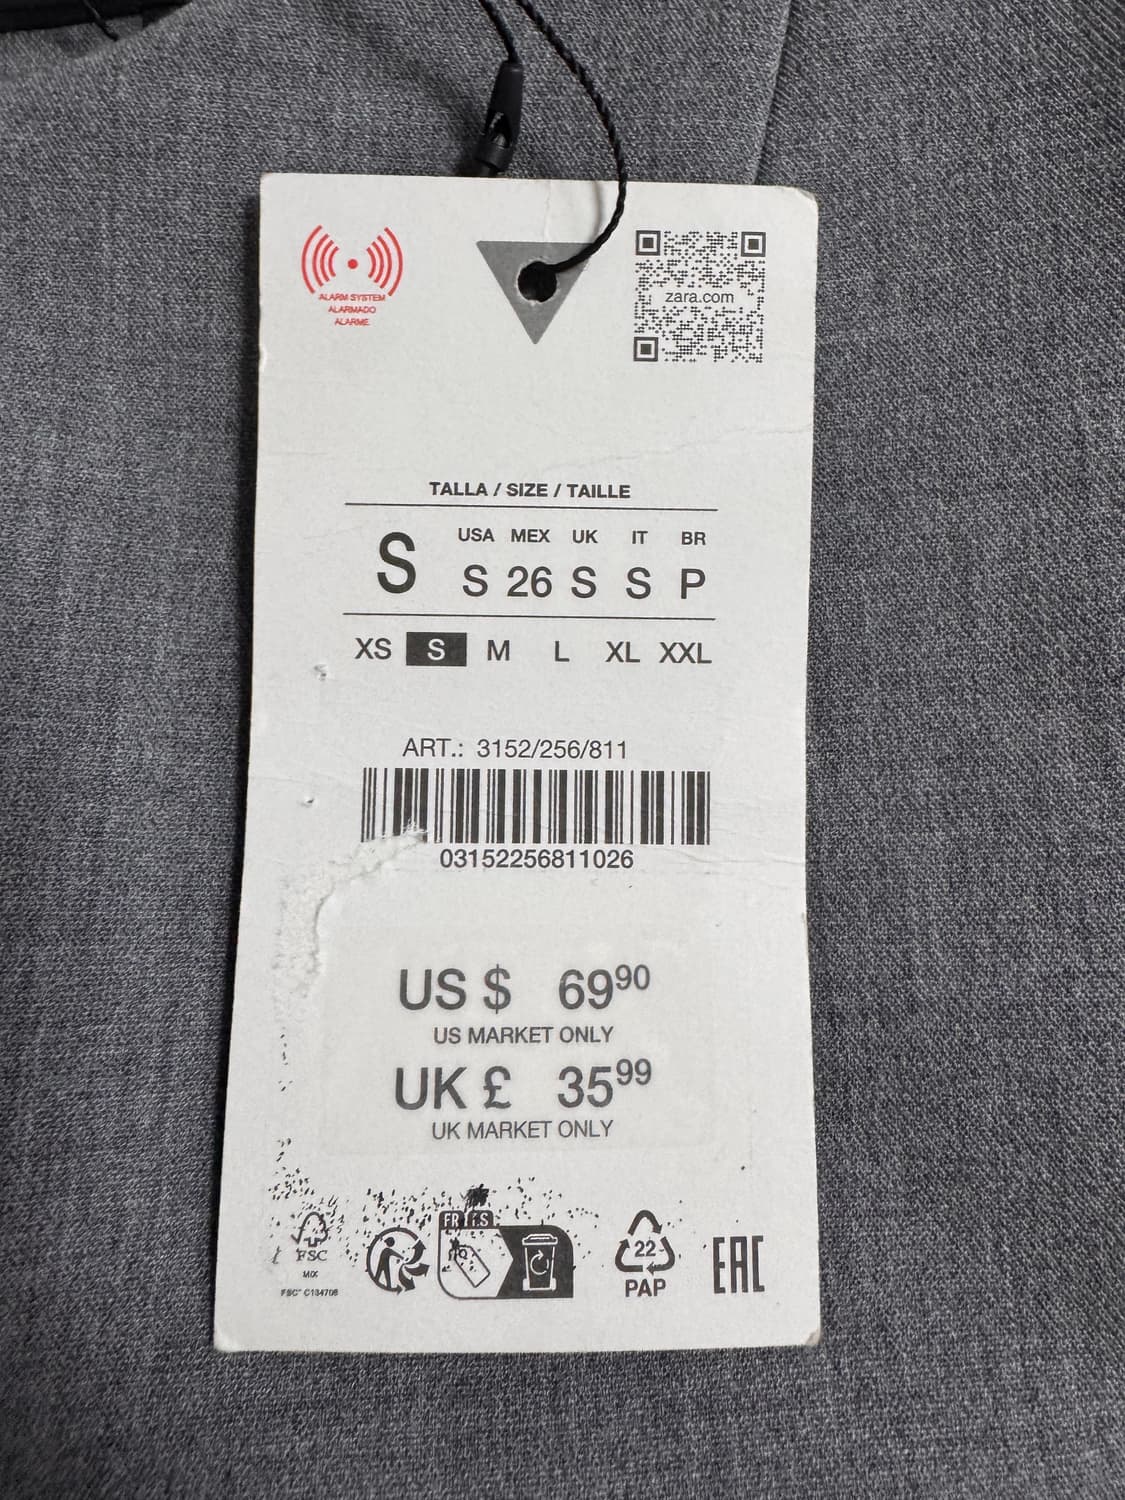 ALARM SYSTEM
ALARMADO
ALARME
zara.com
TALLA / SIZE / TAILLE
S
USA MEX UK IT BR
S 26 S S P
XS S M L XL XXL
ART.: 3152/256/811
03152256811026
US $ 69⁹⁰
US MARKET ONLY
UK £ 35⁹⁹
UK MARKET ONLY
FR
FSC
MIX
FSC® C134706
22
PAP
EAC